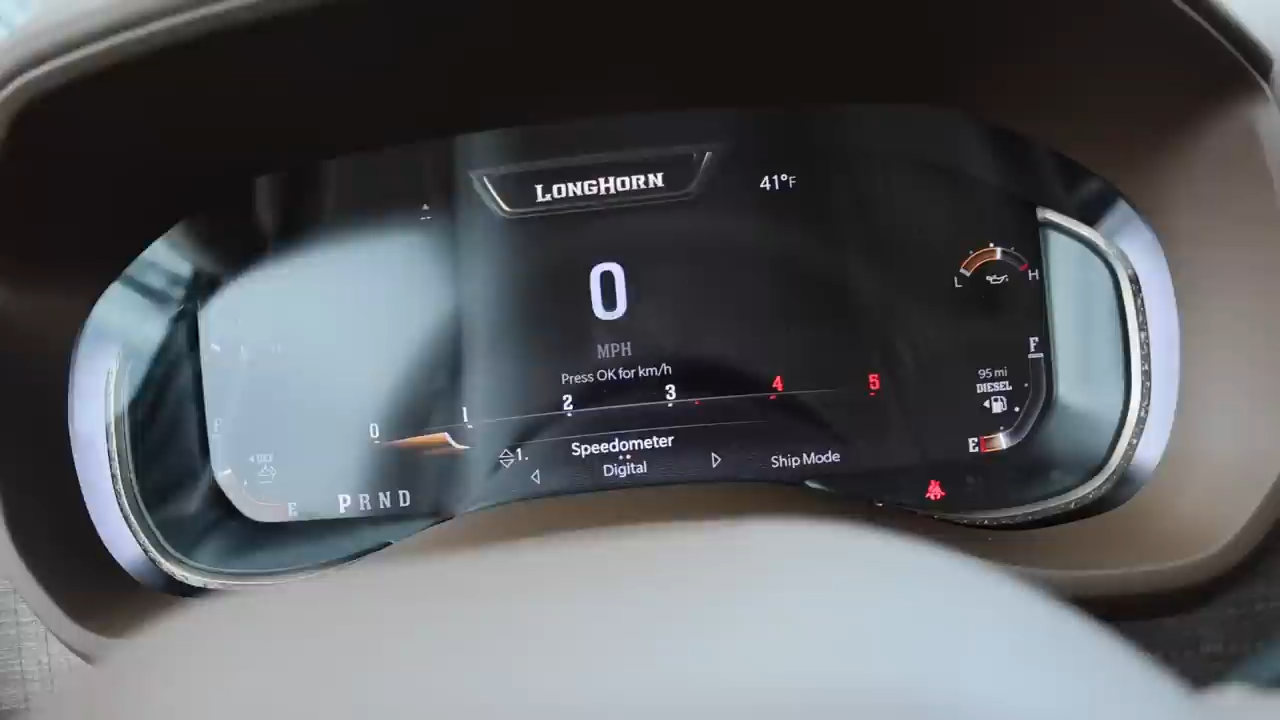 LONGHORN
41°F
0
MPH
Press OK for km/h
L H
F
95 mi
DIESEL
E
0 1 2 3 4 5
1.
Speedometer
Digital
Ship Mode
DEF
E
P R N D